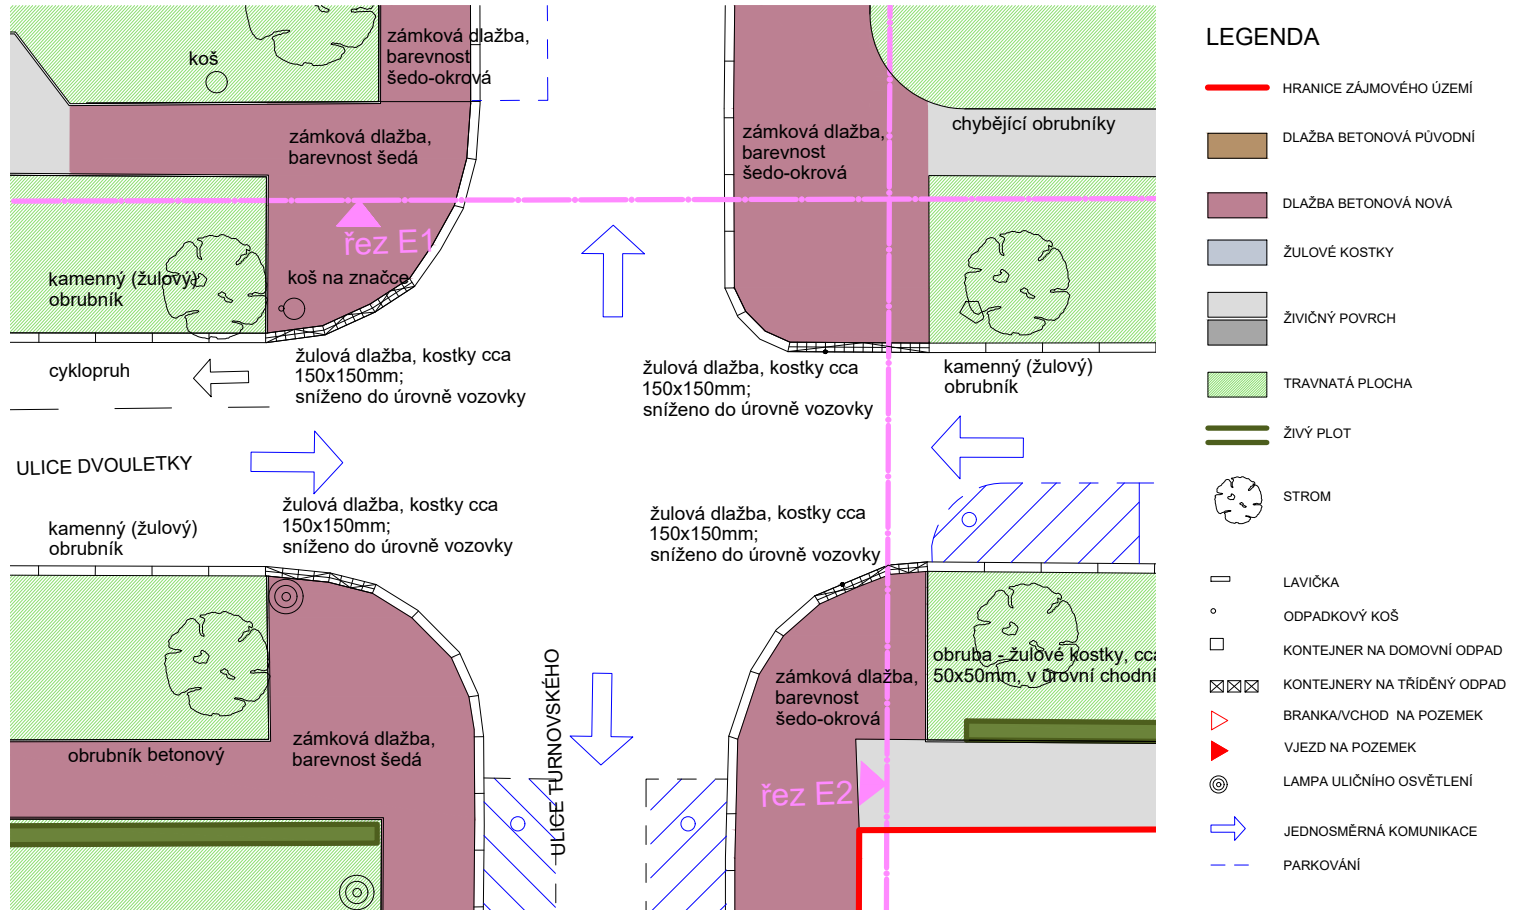 koš
zámková dlažba,
barevnost
šedo-okrová
zámková dlažba,
barevnost šedá
zámková dlažba,
barevnost
šedo-okrová
chybějící obrubníky
řez E1
kamenný (žulový)
obrubník
koš na značce
cyklopruh
žulová dlažba, kostky cca
150x150mm;
sníženo do úrovně vozovky
žulová dlažba, kostky cca
150x150mm;
sníženo do úrovně vozovky
kamenný (žulový)
obrubník
ULICE DVOULETKY
kamenný (žulový)
obrubník
žulová dlažba, kostky cca
150x150mm;
sníženo do úrovně vozovky
žulová dlažba, kostky cca
150x150mm;
sníženo do úrovně vozovky
obrubník betonový
zámková dlažba,
barevnost šedá
ULICE TURNOVSKÉHO
zámková dlažba,
barevnost
šedo-okrová
obruba - žulové kostky, cca
50x50mm, v úrovní chodní
řez E2
LEGENDA
HRANICE ZÁJMOVÉHO ÚZEMÍ
DLAŽBA BETONOVÁ PŮVODNÍ
DLAŽBA BETONOVÁ NOVÁ
ŽULOVÉ KOSTKY
ŽIVIČNÝ POVRCH
TRAVNATÁ PLOCHA
ŽIVÝ PLOT
STROM
LAVIČKA
ODPADKOVÝ KOŠ
KONTEJNER NA DOMOVNÍ ODPAD
KONTEJNERY NA TŘÍDĚNÝ ODPAD
BRANKA/VCHOD NA POZEMEK
VJEZD NA POZEMEK
LAMPA ULIČNÍHO OSVĚTLENÍ
JEDNOSMĚRNÁ KOMUNIKACE
PARKOVÁNÍ